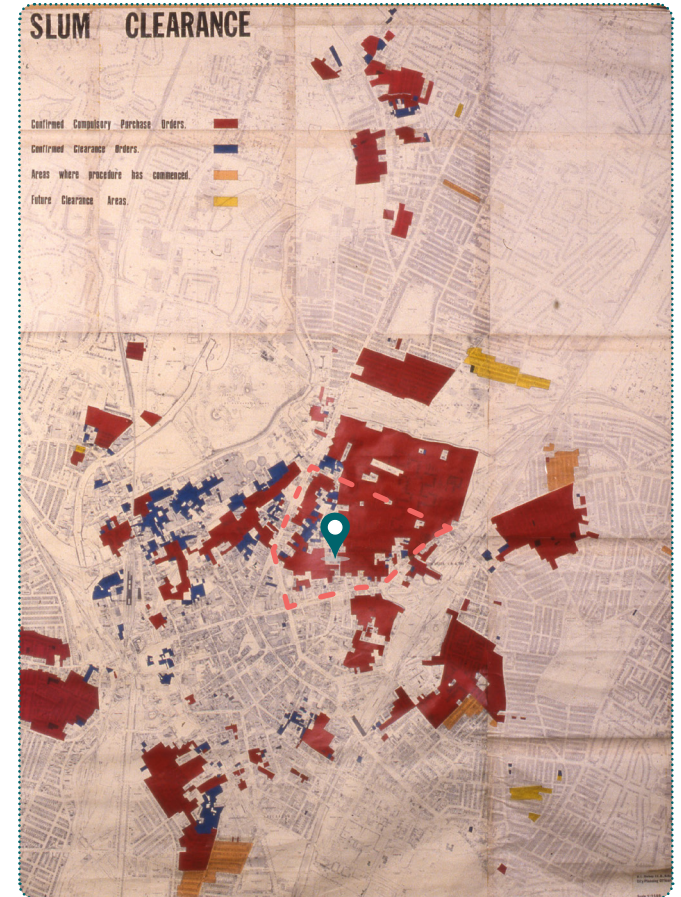 SLUM CLEARANCE
Confirmed Compulsory Purchase Orders.
Confirmed Clearance Orders.
Areas where procedure has commenced.
Future Clearance Areas.